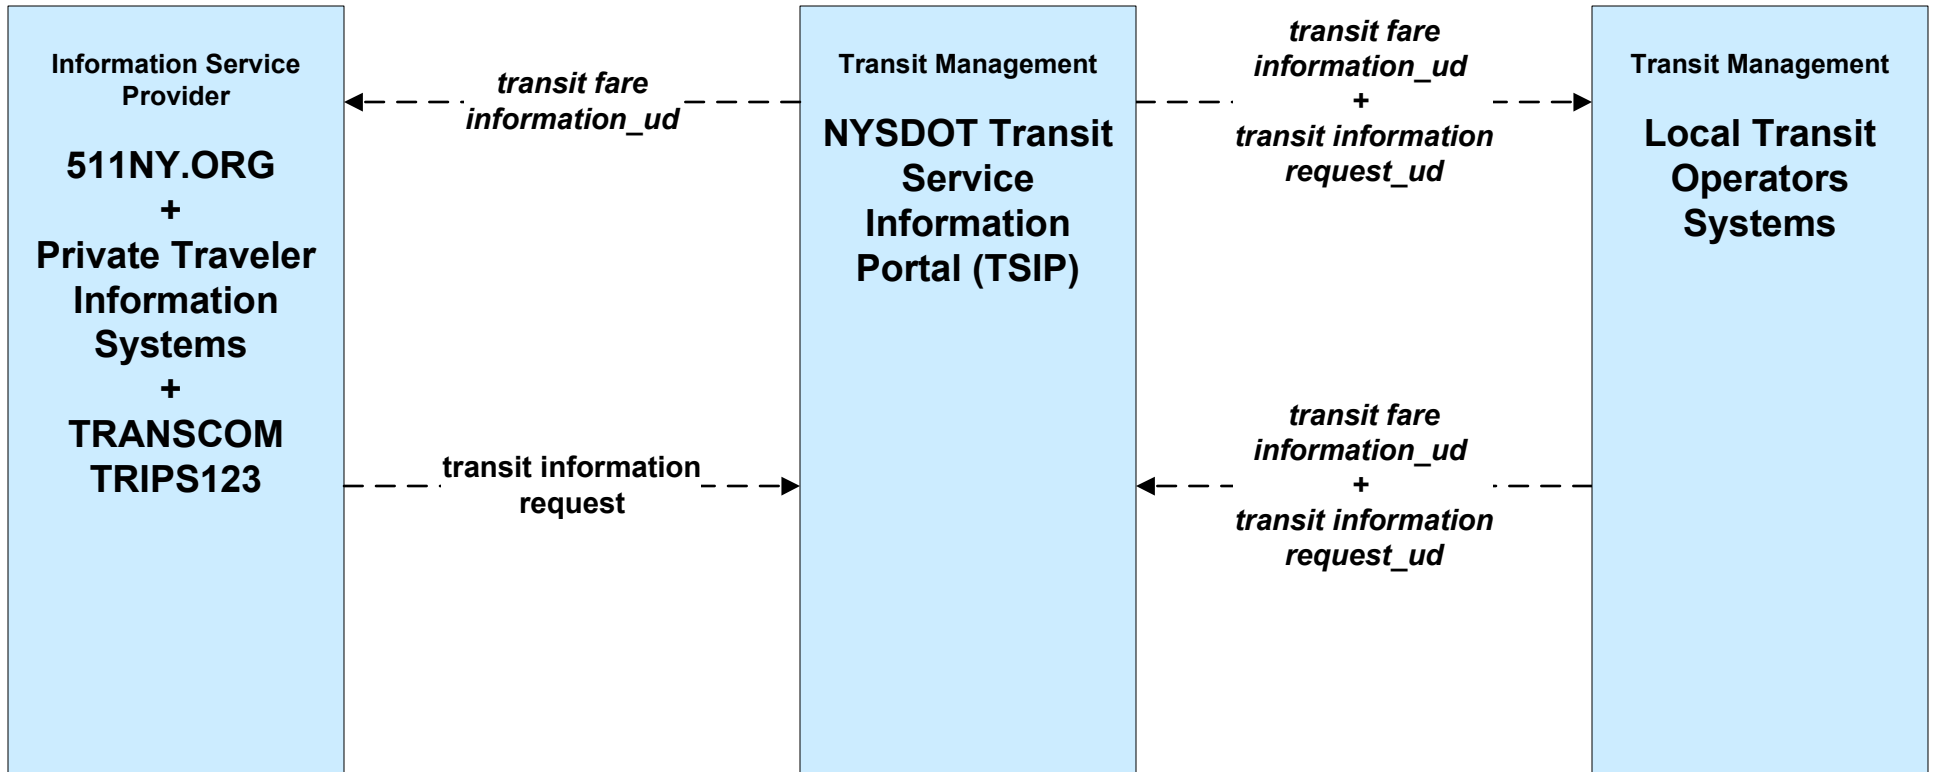 Information Service
Provider
511NY.ORG
+
Private Traveler
Information
Systems
+
TRANSCOM
TRIPS123
transit fare
information_ud
transit information
request
Transit Management
NYSDOT Transit
Service
Information
Portal (TSIP)
transit fare
information_ud
+
transit information
request_ud
transit fare
information_ud
+
transit information
request_ud
Transit Management
Local Transit
Operators
Systems